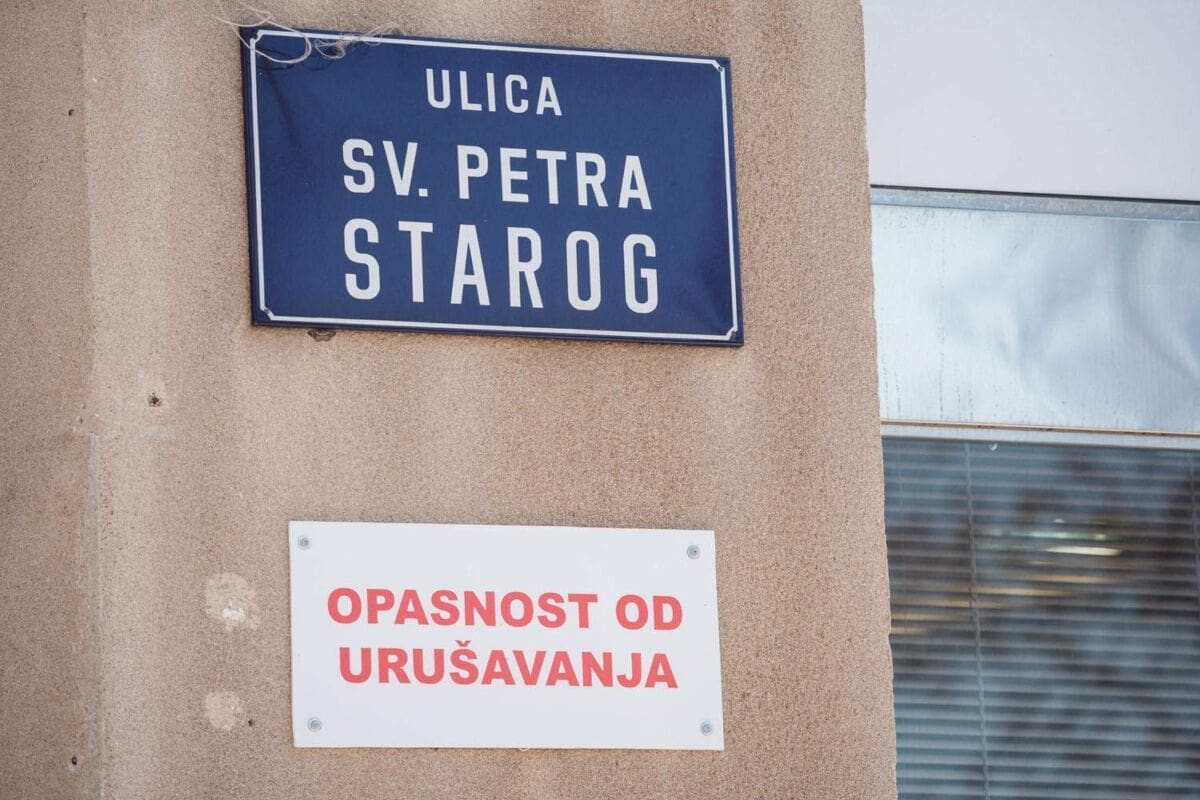 ULICA
SV. PETRA
STAROG
OPASNOST OD
URUŠAVANJA